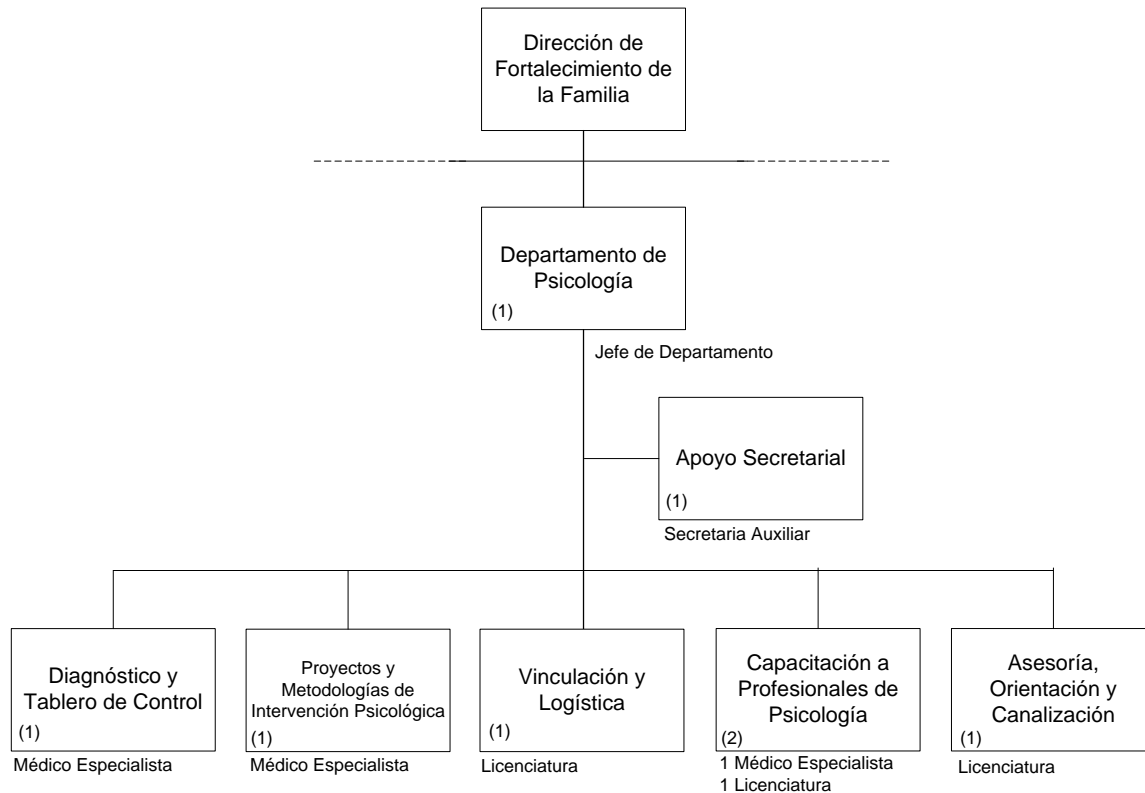 Dirección de
Fortalecimiento de
la Familia
Departamento de
Psicología
(1)
Jefe de Departamento
Apoyo Secretarial
(1)
Secretaria Auxiliar
Diagnóstico y
Tablero de Control
(1)
Médico Especialista
Proyectos y
Metodologías de
Intervención Psicológica
(1)
Médico Especialista
Vinculación y
Logística
(1)
Licenciatura
Capacitación a
Profesionales de
Psicología
(2)
1 Médico Especialista
1 Licenciatura
Asesoría,
Orientación y
Canalización
(1)
Licenciatura